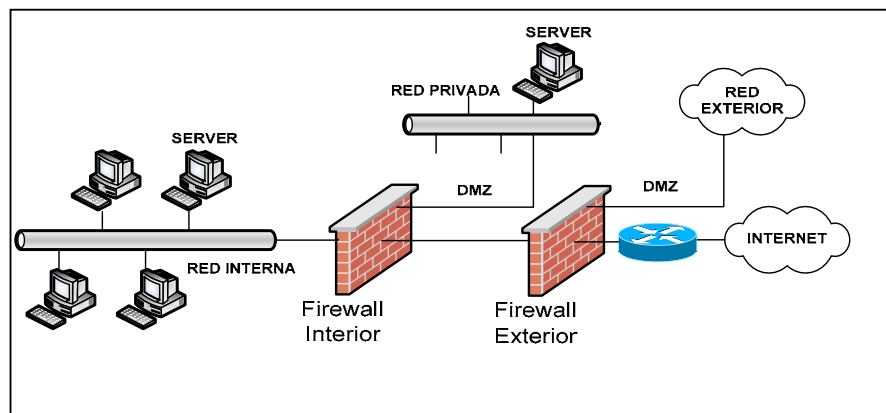 SERVER
RED PRIVADA
RED
EXTERIOR
SERVER
DMZ
DMZ
INTERNET
RED INTERNA
Firewall
Interior
Firewall
Exterior